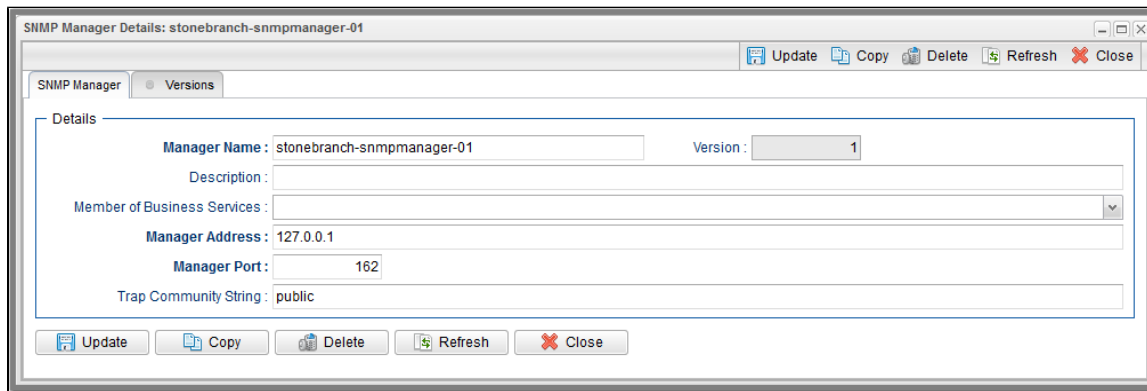 SNMP Manager Details: stonebranch-snmpmanager-01
Update Copy Delete Refresh Close
SNMP Manager Versions
Details
Manager Name : stonebranch-snmpmanager-01 Version : 1
Description :
Member of Business Services :
Manager Address : 127.0.0.1
Manager Port : 162
Trap Community String : public
Update Copy Delete Refresh Close